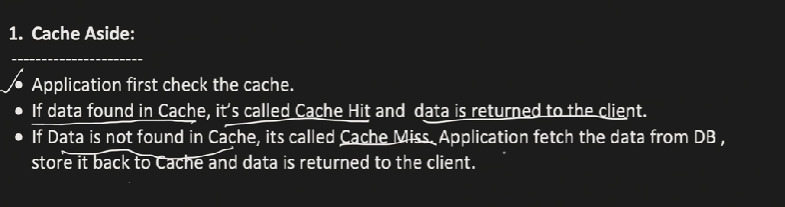 1. Cache Aside:
-----------------------
• Application first check the cache.
• If data found in Cache, it's called Cache Hit and data is returned to the client.
• If Data is not found in Cache, its called Cache Miss. Application fetch the data from DB ,
store it back to Cache and data is returned to the client.